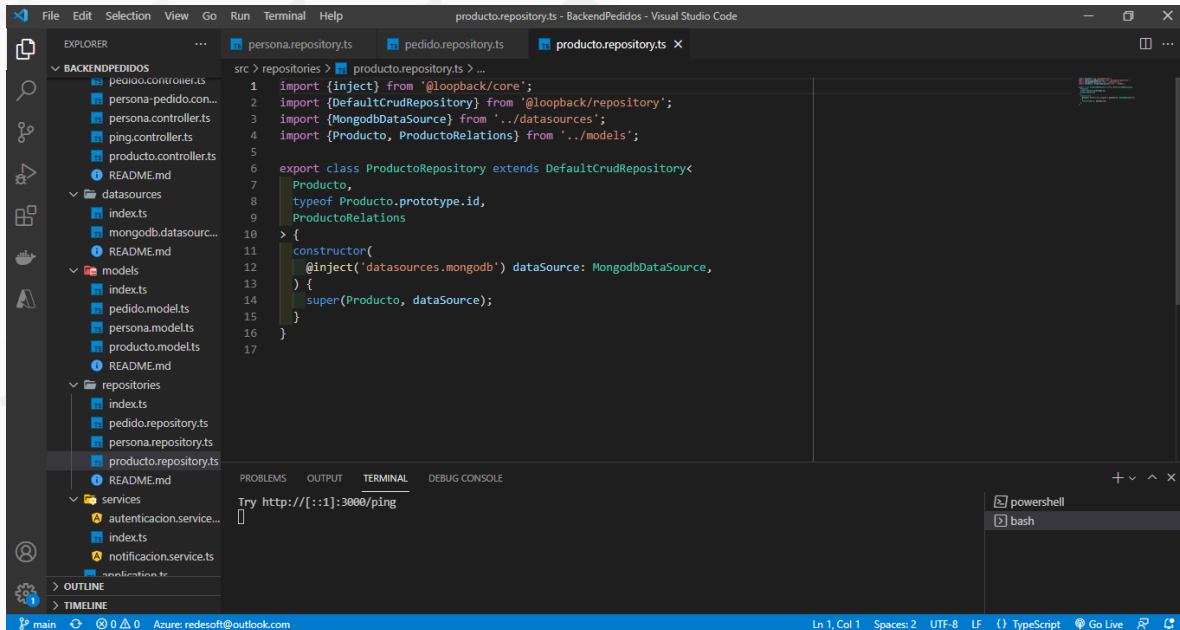 File Edit Selection View Go Run Terminal Help producto.repository.ts - BackendPedidos - Visual Studio Code
EXPLORER ...
BACKENDPEDIDOS
pedido.controller.ts
persona-pedido.con...
persona.controller.ts
ping.controller.ts
producto.controller.ts
README.md
datasources
index.ts
mongodb.datasourc...
README.md
models
index.ts
pedido.model.ts
persona.model.ts
producto.model.ts
README.md
repositories
index.ts
pedido.repository.ts
persona.repository.ts
producto.repository.ts
README.md
services
autenticacion.service...
index.ts
notificacion.service.ts
application.ts
OUTLINE
TIMELINE
persona.repository.ts pedido.repository.ts producto.repository.ts
src > repositories > producto.repository.ts > ...
1 import {inject} from '@loopback/core';
2 import {DefaultCrudRepository} from '@loopback/repository';
3 import {MongodbDataSource} from '../datasources';
4 import {Producto, ProductoRelations} from '../models';
5
6 export class ProductoRepository extends DefaultCrudRepository<
7 Producto,
8 typeof Producto.prototype.id,
9 ProductoRelations
10 > {
11 constructor(
12 @inject('datasources.mongodb') dataSource: MongodbDataSource,
13 ) {
14 super(Producto, dataSource);
15 }
16 }
17
PROBLEMS OUTPUT TERMINAL DEBUG CONSOLE
Try http://[::1]:3000/ping
powershell
bash
1
main 0 0 Azure: redesoft@outlook.com Ln 1, Col 1 Spaces: 2 UTF-8 LF {} TypeScript Go Live